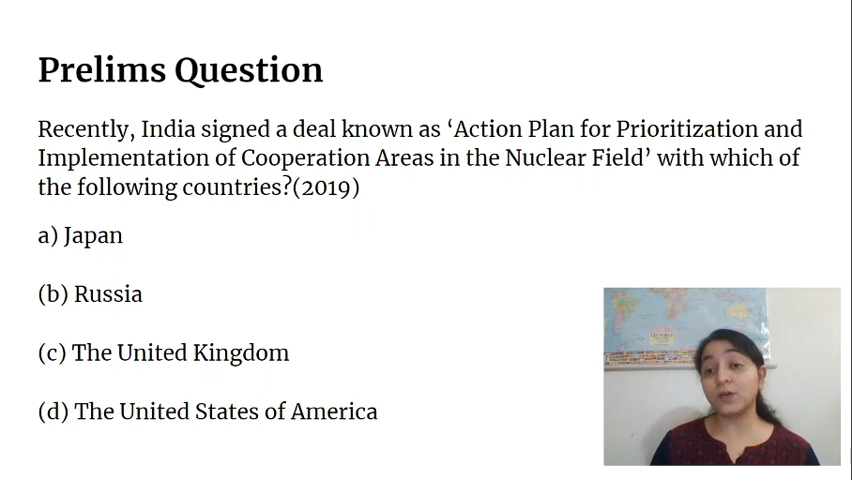 Prelims Question
Recently, India signed a deal known as ‘Action Plan for Prioritization and
Implementation of Cooperation Areas in the Nuclear Field’ with which of
the following countries?(2019)
a) Japan
(b) Russia
(c) The United Kingdom
(d) The United States of America